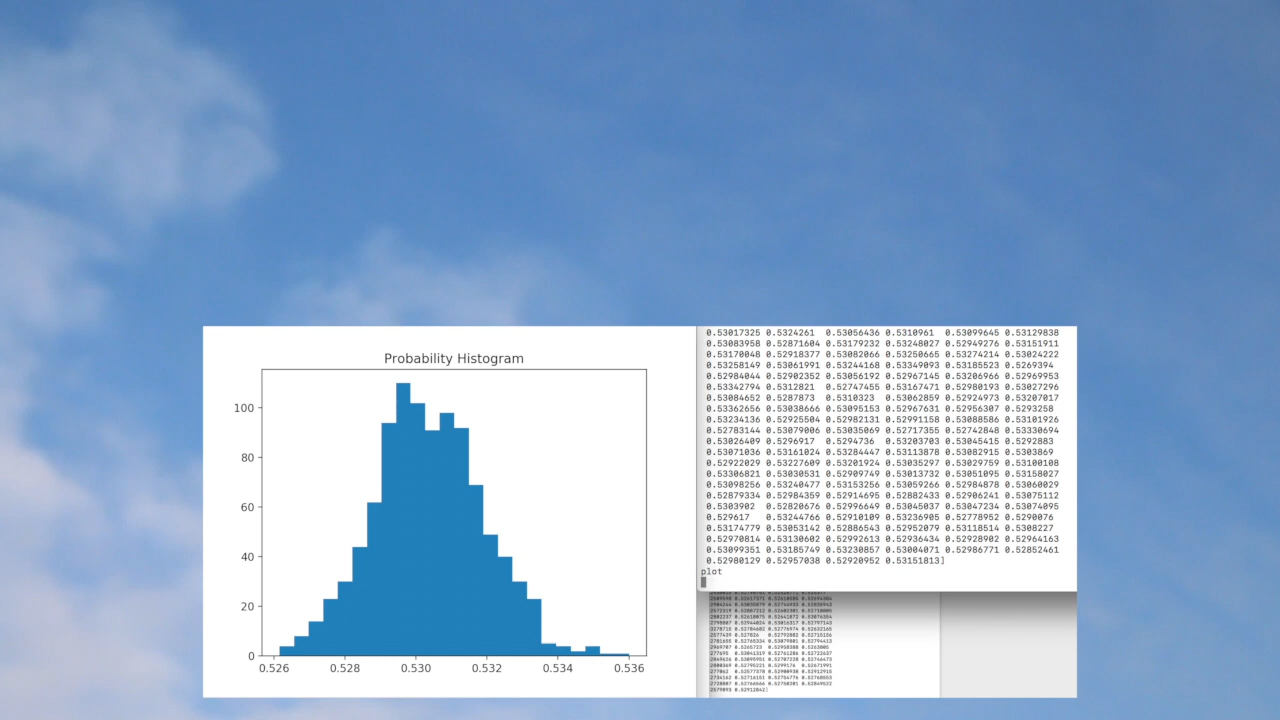 Probability Histogram
100
80
60
40
20
0
0.526 0.528 0.530 0.532 0.534 0.536
0.53017325 0.5324261 0.53056436 0.5310961 0.53099645 0.53129838
0.53083958 0.52871604 0.53179232 0.53248027 0.52949276 0.53151911
0.53170048 0.52918377 0.53082066 0.53250665 0.53274214 0.53024222
0.53258149 0.53061991 0.53244168 0.53349093 0.53185523 0.5269394
0.52984044 0.52902352 0.53056192 0.52967145 0.53206966 0.52969953
0.53342794 0.5312821 0.52747455 0.53167471 0.52980193 0.53027296
0.53084652 0.5287873 0.5310323 0.53062859 0.52924973 0.53207017
0.53362656 0.53038666 0.53095153 0.52967631 0.52956307 0.5293258
0.53234136 0.52925504 0.52982131 0.52991158 0.53088586 0.53101926
0.52783144 0.53079006 0.53035069 0.52717355 0.52742848 0.53330694
0.53026409 0.5296917 0.5294736 0.53203703 0.53045415 0.5292883
0.53071036 0.53161024 0.53284447 0.53113878 0.53082915 0.5303869
0.52922029 0.53227609 0.53201924 0.53035297 0.53029759 0.53100108
0.53306821 0.53030531 0.52909749 0.53013732 0.53051095 0.53158027
0.53098256 0.53240477 0.53153256 0.53059266 0.52984878 0.53060029
0.52879334 0.52984359 0.52914695 0.52882433 0.52906241 0.53075112
0.5303902 0.52820676 0.52996649 0.53045037 0.53047234 0.53074095
0.529617 0.53244766 0.52910109 0.53236905 0.52778952 0.5290076
0.53174779 0.53053142 0.52886543 0.52952079 0.53118514 0.5308227
0.52970814 0.53130602 0.52992613 0.52936434 0.52928902 0.52964163
0.53099351 0.53185749 0.53230857 0.53004071 0.52986771 0.52852461
0.52980129 0.52957038 0.52920952 0.53151813]
plot